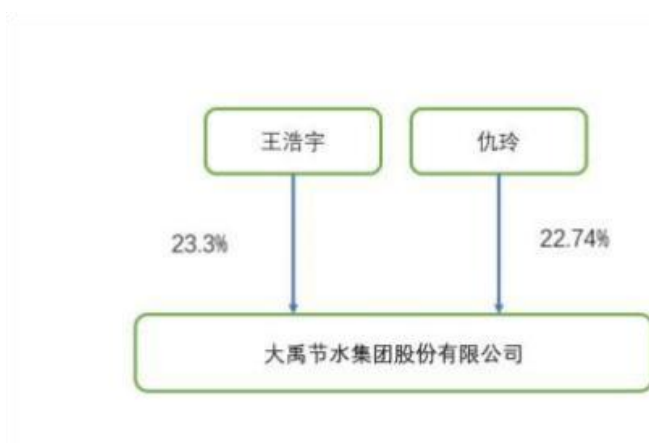 王浩宇
仇玲
23.3%
22.74%
大禹节水集团股份有限公司